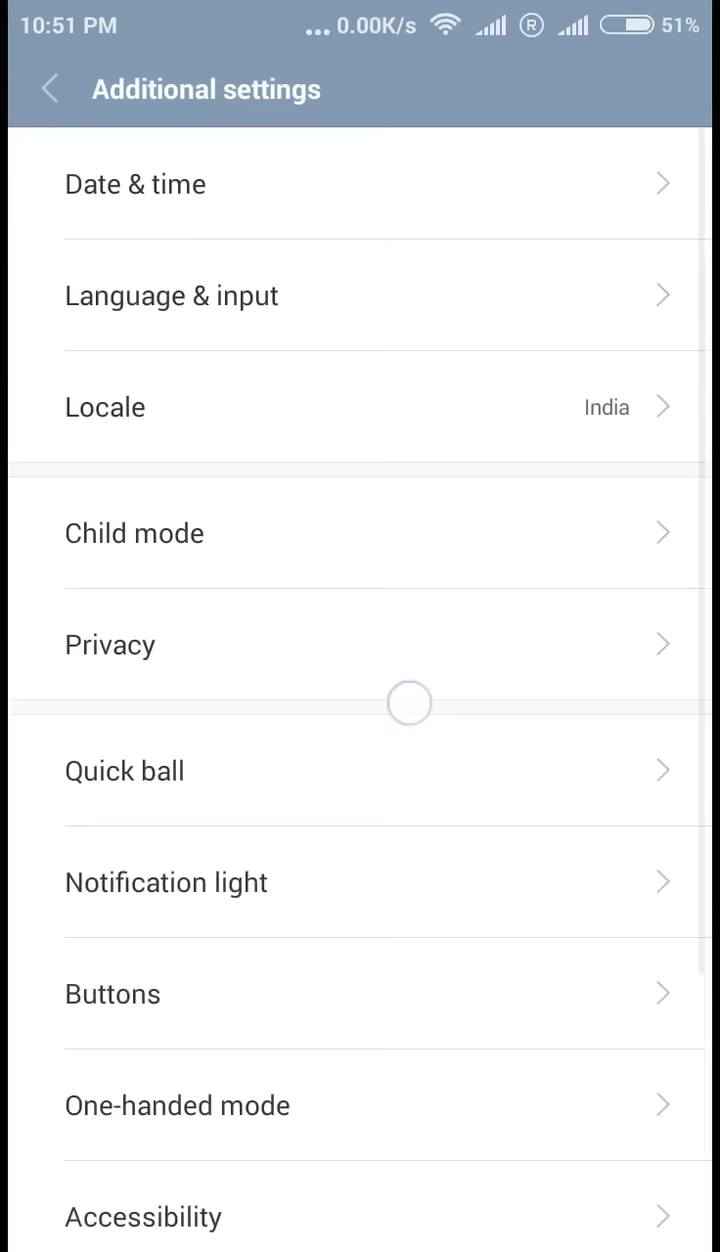 10:51 PM ... 0.00K/s R 51%
Additional settings
Date & time
Language & input
Locale India
Child mode
Privacy
Quick ball
Notification light
Buttons
One-handed mode
Accessibility